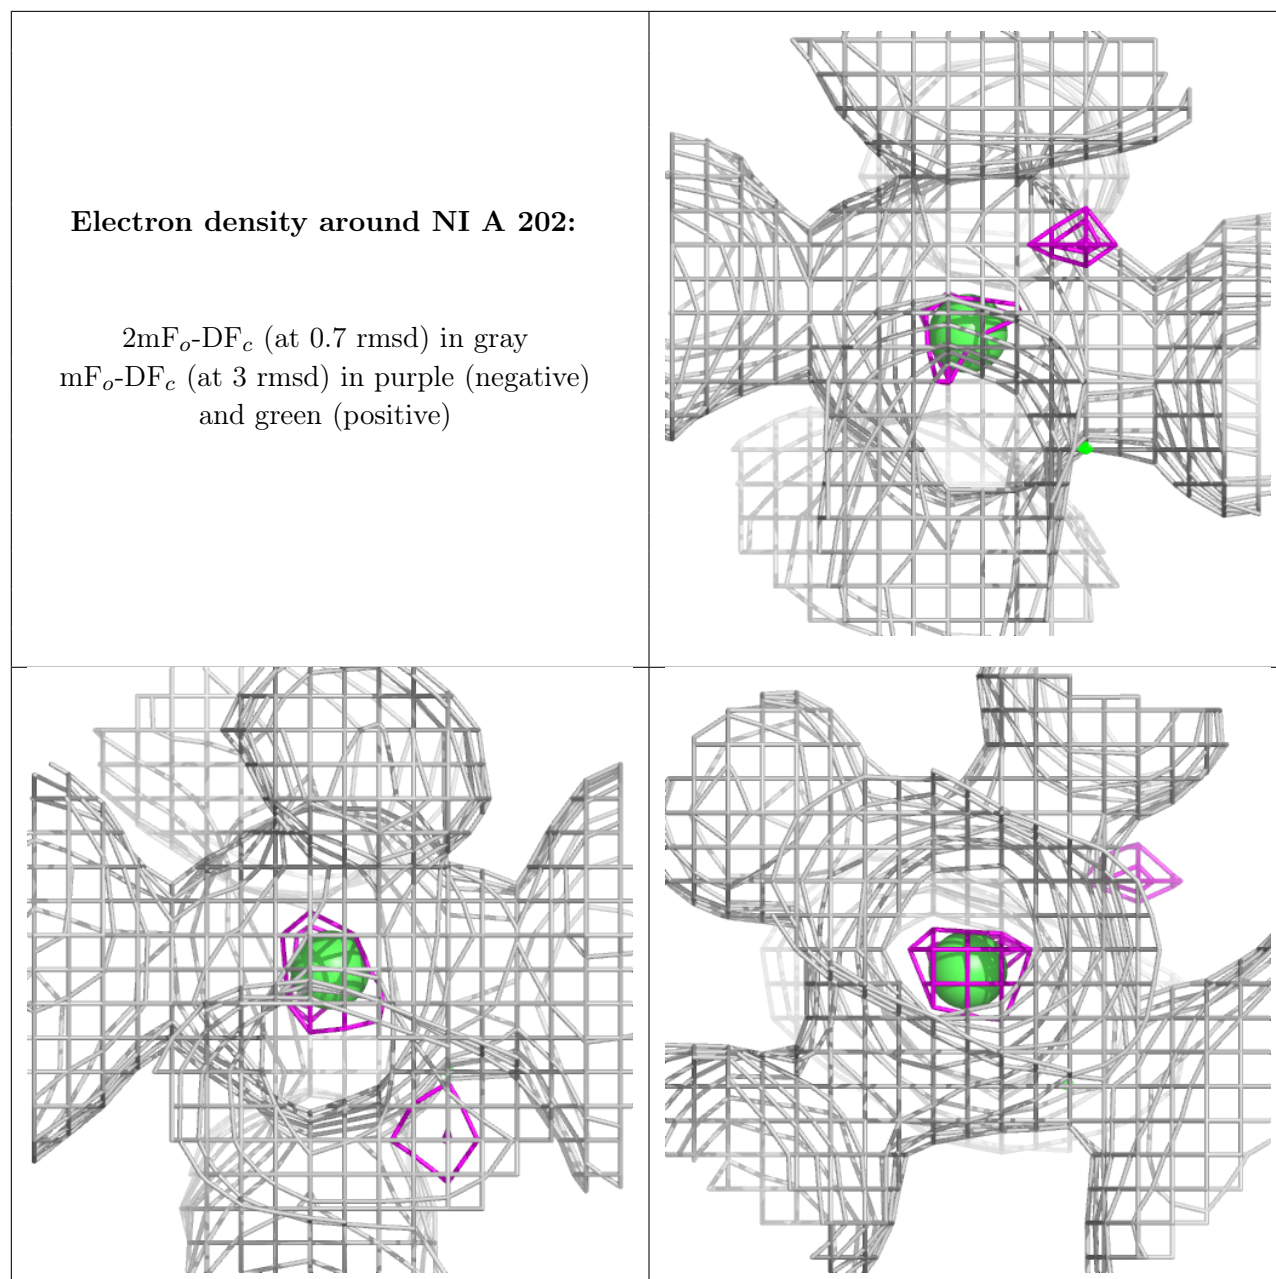 Electron density around NI A 202:
2mFo-DFc (at 0.7 rmsd) in gray
mFo-DFc (at 3 rmsd) in purple (negative)
and green (positive)